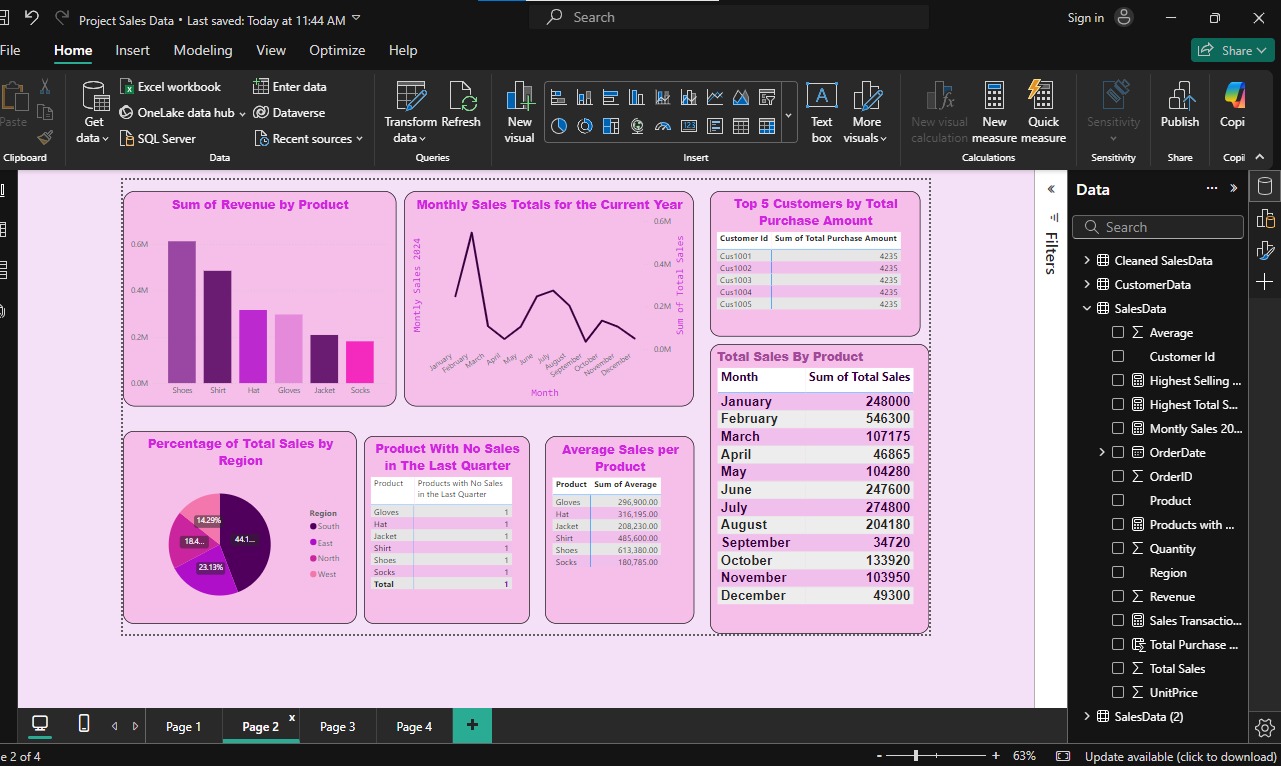 Project Sales Data • Last saved: Today at 11:44 AM
Search
Sign in
File
Home
Insert
Modeling
View
Optimize
Help
Share
Paste
Clipboard
Get data
Excel workbook
OneLake data hub
SQL Server
Enter data
Dataverse
Recent sources
Data
Transform data
Refresh
Queries
New visual
Text box
More visuals
Insert
New visual calculation
New measure
Quick measure
Calculations
Sensitivity
Sensitivity
Publish
Share
Copi
Copil
Sum of Revenue by Product
0.6M
0.4M
0.2M
0.0M
Shoes Shirt Hat Gloves Jacket Socks
Monthly Sales Totals for the Current Year
Montly Sales 2024
0.6M
0.4M
0.2M
0.0M
Sum of Total Sales
January February March April May June July August September October November December
Month
Top 5 Customers by Total
Purchase Amount
Customer Id Sum of Total Purchase Amount
Cus1001 4235
Cus1002 4235
Cus1003 4235
Cus1004 4235
Cus1005 4235
Total Sales By Product
Month Sum of Total Sales
January 248000
February 546300
March 107175
April 46865
May 104280
June 247600
July 274800
August 204180
September 34720
October 133920
November 103950
December 49300
Percentage of Total Sales by
Region
14.29%
18.4...
44.1...
23.13%
Region
South
East
North
West
Product With No Sales
in The Last Quarter
Product Products with No Sales
in the Last Quarter
Gloves 1
Hat 1
Jacket 1
Shirt 1
Shoes 1
Socks 1
Total 1
Average Sales per
Product
Product Sum of Average
Gloves 296,900.00
Hat 316,195.00
Jacket 208,230.00
Shirt 485,600.00
Shoes 613,380.00
Socks 180,785.00
Filters
Data
Search
Cleaned SalesData
CustomerData
SalesData
Average
Customer Id
Highest Selling ...
Highest Total S...
Montly Sales 20...
OrderDate
OrderID
Product
Products with ...
Quantity
Region
Revenue
Sales Transactio...
Total Purchase ...
Total Sales
UnitPrice
SalesData (2)
Page 1
Page 2
Page 3
Page 4
e 2 of 4
63%
Update available (click to download)